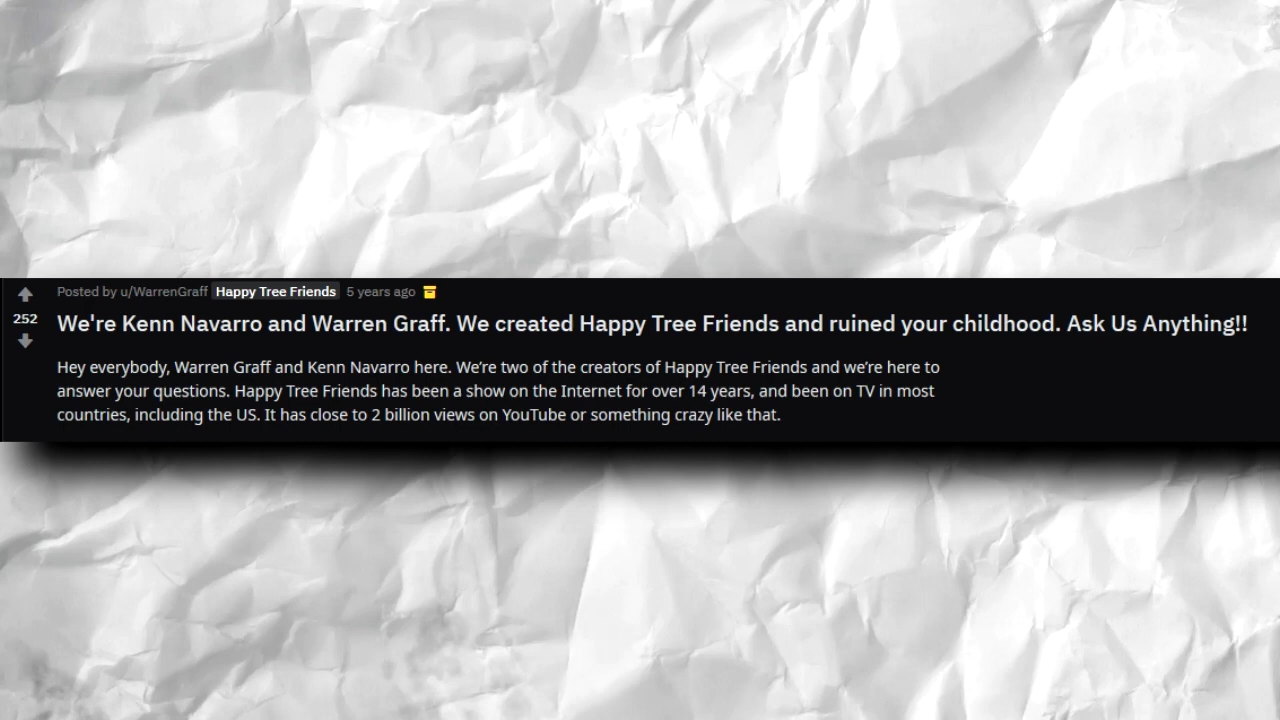 Posted by u/WarrenGraff Happy Tree Friends 5 years ago
252
We're Kenn Navarro and Warren Graff. We created Happy Tree Friends and ruined your childhood. Ask Us Anything!!
Hey everybody, Warren Graff and Kenn Navarro here. We’re two of the creators of Happy Tree Friends and we’re here to
answer your questions. Happy Tree Friends has been a show on the Internet for over 14 years, and been on TV in most
countries, including the US. It has close to 2 billion views on YouTube or something crazy like that.